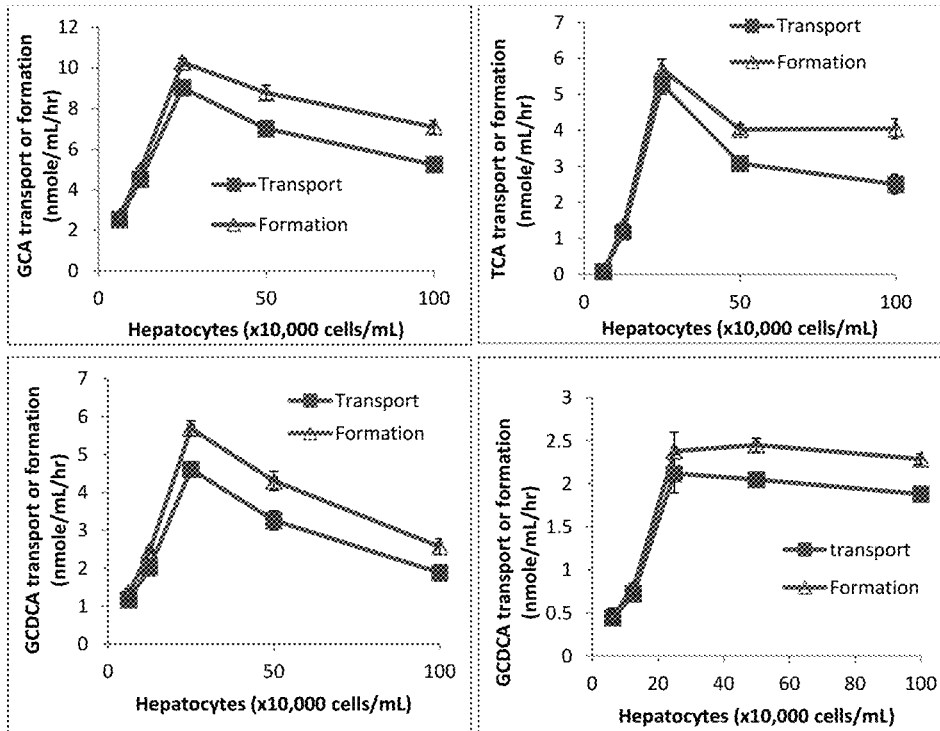 GCA transport or formation
(nmole/mL/hr)
12
10
8
6
4
2
0
Transport
Formation
0
50
100
Hepatocytes (x10,000 cells/mL)
TCA transport or formation
(nmole/mL/hr)
7
6
5
4
3
2
1
0
Transport
Formation
0
50
100
Hepatocytes (x10,000 cells/mL)
GCDCA transport or formation
(nmole/mL/hr)
7
6
5
4
3
2
1
0
Transport
Formation
0
50
100
Hepatocytes (x10,000 cells/mL)
GCDCA transport or formation
(nmole/mL/hr)
3
2.5
2
1.5
1
0.5
0
transport
Formation
0
20
40
60
80
100
Hepatocytes (x10,000 cells/mL)